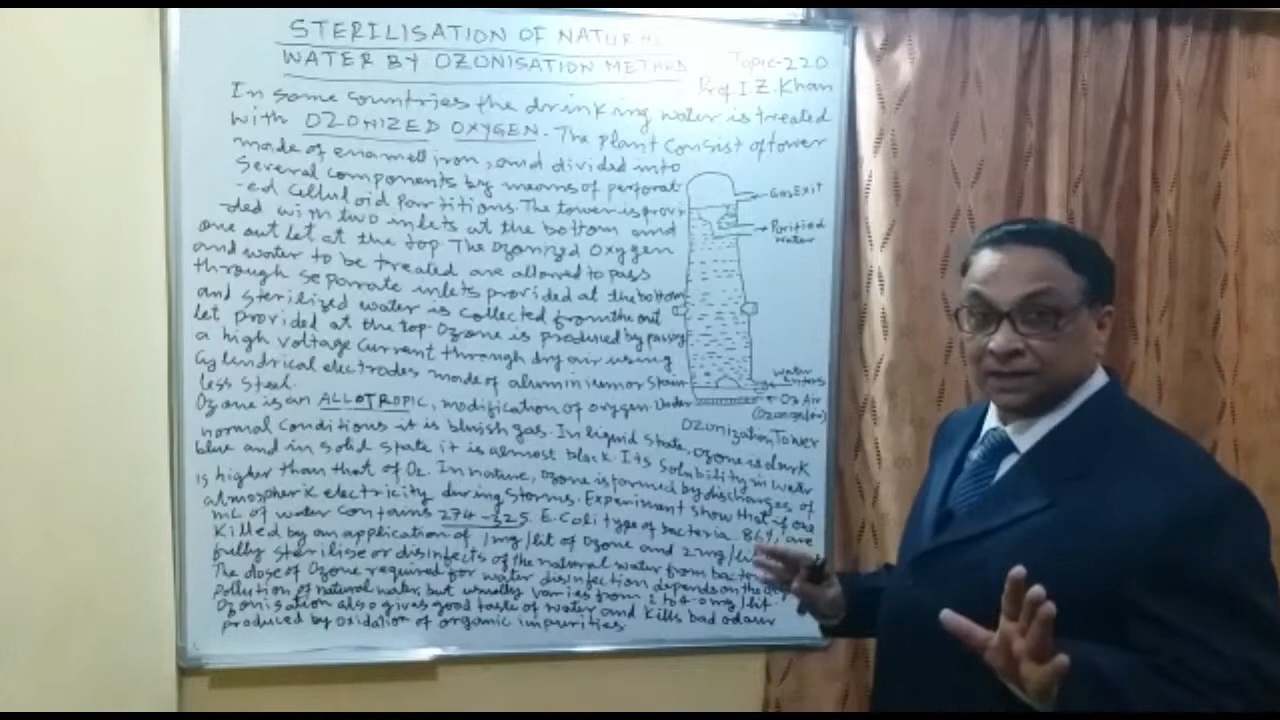 STERILISATION OF NATURAL
WATER BY OZONISATION METHOD
Topic-220
Prof I.Z.Khan
In some countries the drinking water is treated
with OZONIZED OXYGEN. The plant consist of tower
made of enamell iron, and divided into
several components by means of perforat
-ed celluloid partitions. The tower is provi
-ded with two inlets at the bottom and
one out let at the top. The Ozonized Oxygen
and water to be treated are allowed to pass
through separate inlets provided at the bottom
and sterilized water is collected from the out
let provided at the top. Ozone is produced by passing
a high voltage current through dry air using
cylindrical electrodes made of aluminium or stain
less steel.
Ozone is an ALLOTROPIC, modification of oxygen. Under
normal conditions it is bluish gas. In liquid state, ozone is dark
blue and in solid state it is almost black. Its solubility in water
is higher than that of O2. In nature, ozone is formed by discharges of
atmospheric electricity during storms. Experiment show that if one
mL of water contains 274-325. E.Coli type of bacteria 86%, are
killed by an application of 1mg/lit of Ozone and 2mg/lit
fully sterilise or disinfects of the natural water from
The dose of Ozone required for water disinfection depends on the
pollution of natural water, but usually varies from to 4.0 mg/lit
Ozonisation also gives good taste of water and kills bad odour
produced by oxidation of organic impurities.
Gas Exit
Purified
water
water
O3 Air
Ozonization Tower